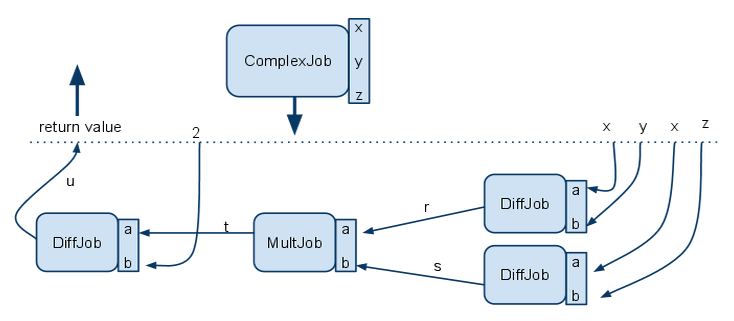 x
ComplexJob
y
z
return value
2
x y x z
u
DiffJob
a
b
t
MultJob
a
b
r
s
DiffJob
a
b
DiffJob
a
b